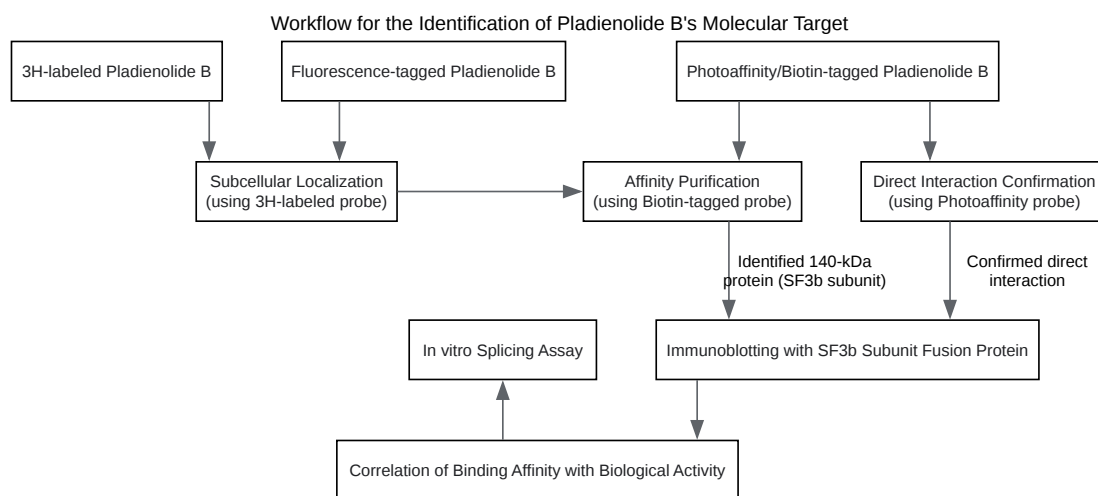 Workflow for the Identification of Pladienolide B's Molecular Target
3H-labeled Pladienolide B
Fluorescence-tagged Pladienolide B
Photoaffinity/Biotin-tagged Pladienolide B
Subcellular Localization
(using 3H-labeled probe)
Affinity Purification
(using Biotin-tagged probe)
Direct Interaction Confirmation
(using Photoaffinity probe)
Identified 140-kDa
protein (SF3b subunit)
Confirmed direct
interaction
In vitro Splicing Assay
Immunoblotting with SF3b Subunit Fusion Protein
Correlation of Binding Affinity with Biological Activity